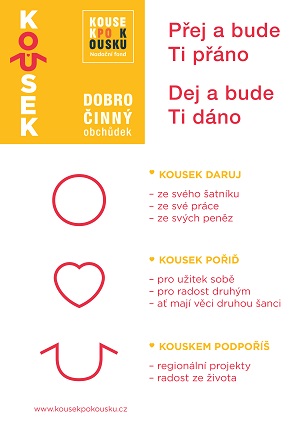 KOUSEK
KOUSE
K PO K
OUSKU
Nadační fond
DOBRO
ČINNÝ
obchůdek
Přej a bude
Ti přáno
Dej a bude
Ti dáno
* KOUSEK DARUJ
– ze svého šatníku
– ze své práce
– ze svých peněz
* KOUSEK POŘIĎ
– pro užitek sobě
– pro radost druhým
– ať mají věci druhou šanci
* KOUSKEM PODPOŘÍŠ
– regionální projekty
– radost ze života
www.kousekpokousku.cz